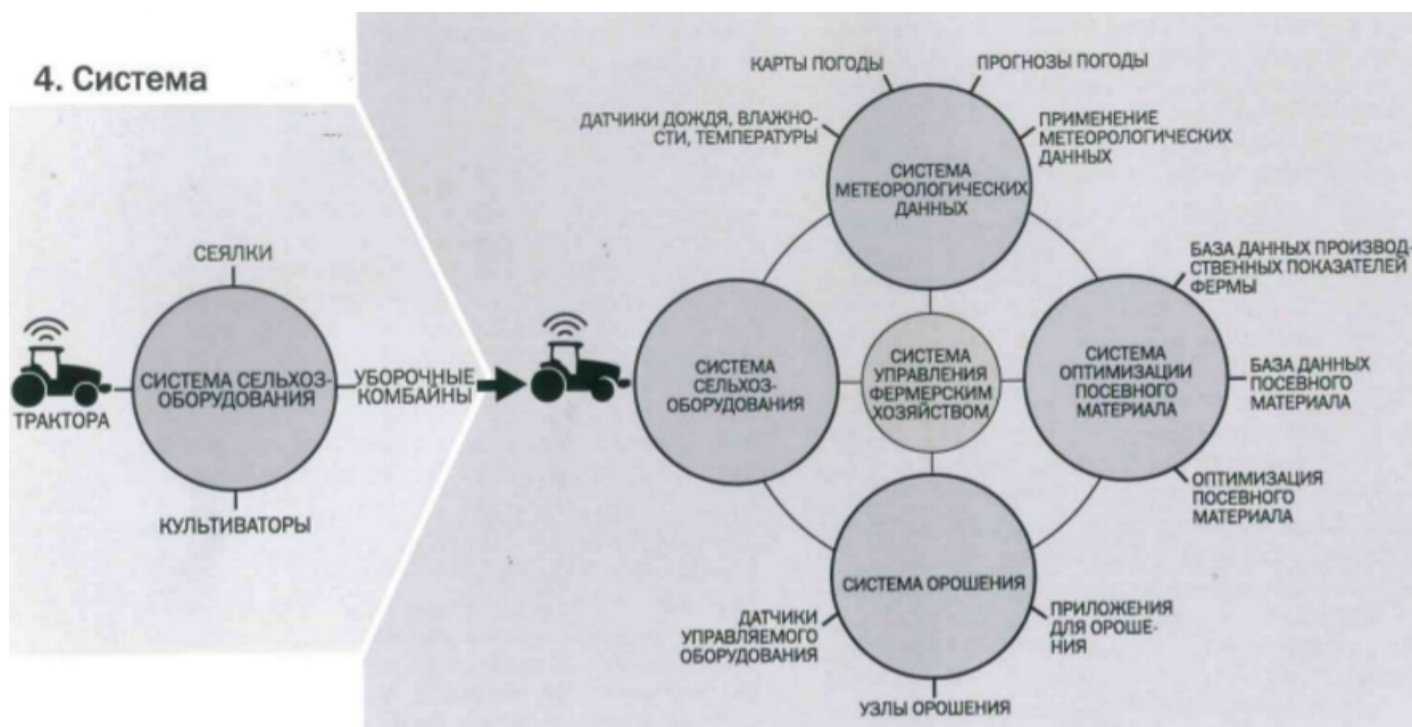 4. Система
СЕЯЛКИ
ТРАКТОРА
СИСТЕМА СЕЛЬХОЗ-
ОБОРУДОВАНИЯ
УБОРОЧНЫЕ
КОМБАЙНЫ
КУЛЬТИВАТОРЫ
КАРТЫ ПОГОДЫ
ПРОГНОЗЫ ПОГОДЫ
ДАТЧИКИ ДОЖДЯ, ВЛАЖНО-
СТИ, ТЕМПЕРАТУРЫ
ПРИМЕНЕНИЕ
МЕТЕОРОЛОГИЧЕСКИХ
ДАННЫХ
СИСТЕМА
МЕТЕОРОЛОГИЧЕСКИХ
ДАННЫХ
СИСТЕМА
СЕЛЬХОЗ-
ОБОРУДОВАНИЯ
СИСТЕМА
УПРАВЛЕНИЯ
ФЕРМЕРСКИМ
ХОЗЯЙСТВОМ
СИСТЕМА
ОПТИМИЗАЦИИ
ПОСЕВНОГО
МАТЕРИАЛА
БАЗА ДАННЫХ ПРОИЗВОД-
СТВЕННЫХ ПОКАЗАТЕЛЕЙ
ФЕРМЫ
БАЗА ДАННЫХ
ПОСЕВНОГО
МАТЕРИАЛА
ОПТИМИЗАЦИЯ
ПОСЕВНОГО
МАТЕРИАЛА
СИСТЕМА ОРОШЕНИЯ
ДАТЧИКИ
УПРАВЛЯЕМОГО
ОБОРУДОВАНИЯ
УЗЛЫ ОРОШЕНИЯ
ПРИЛОЖЕНИЯ
ДЛЯ ОРОШЕ-
НИЯ